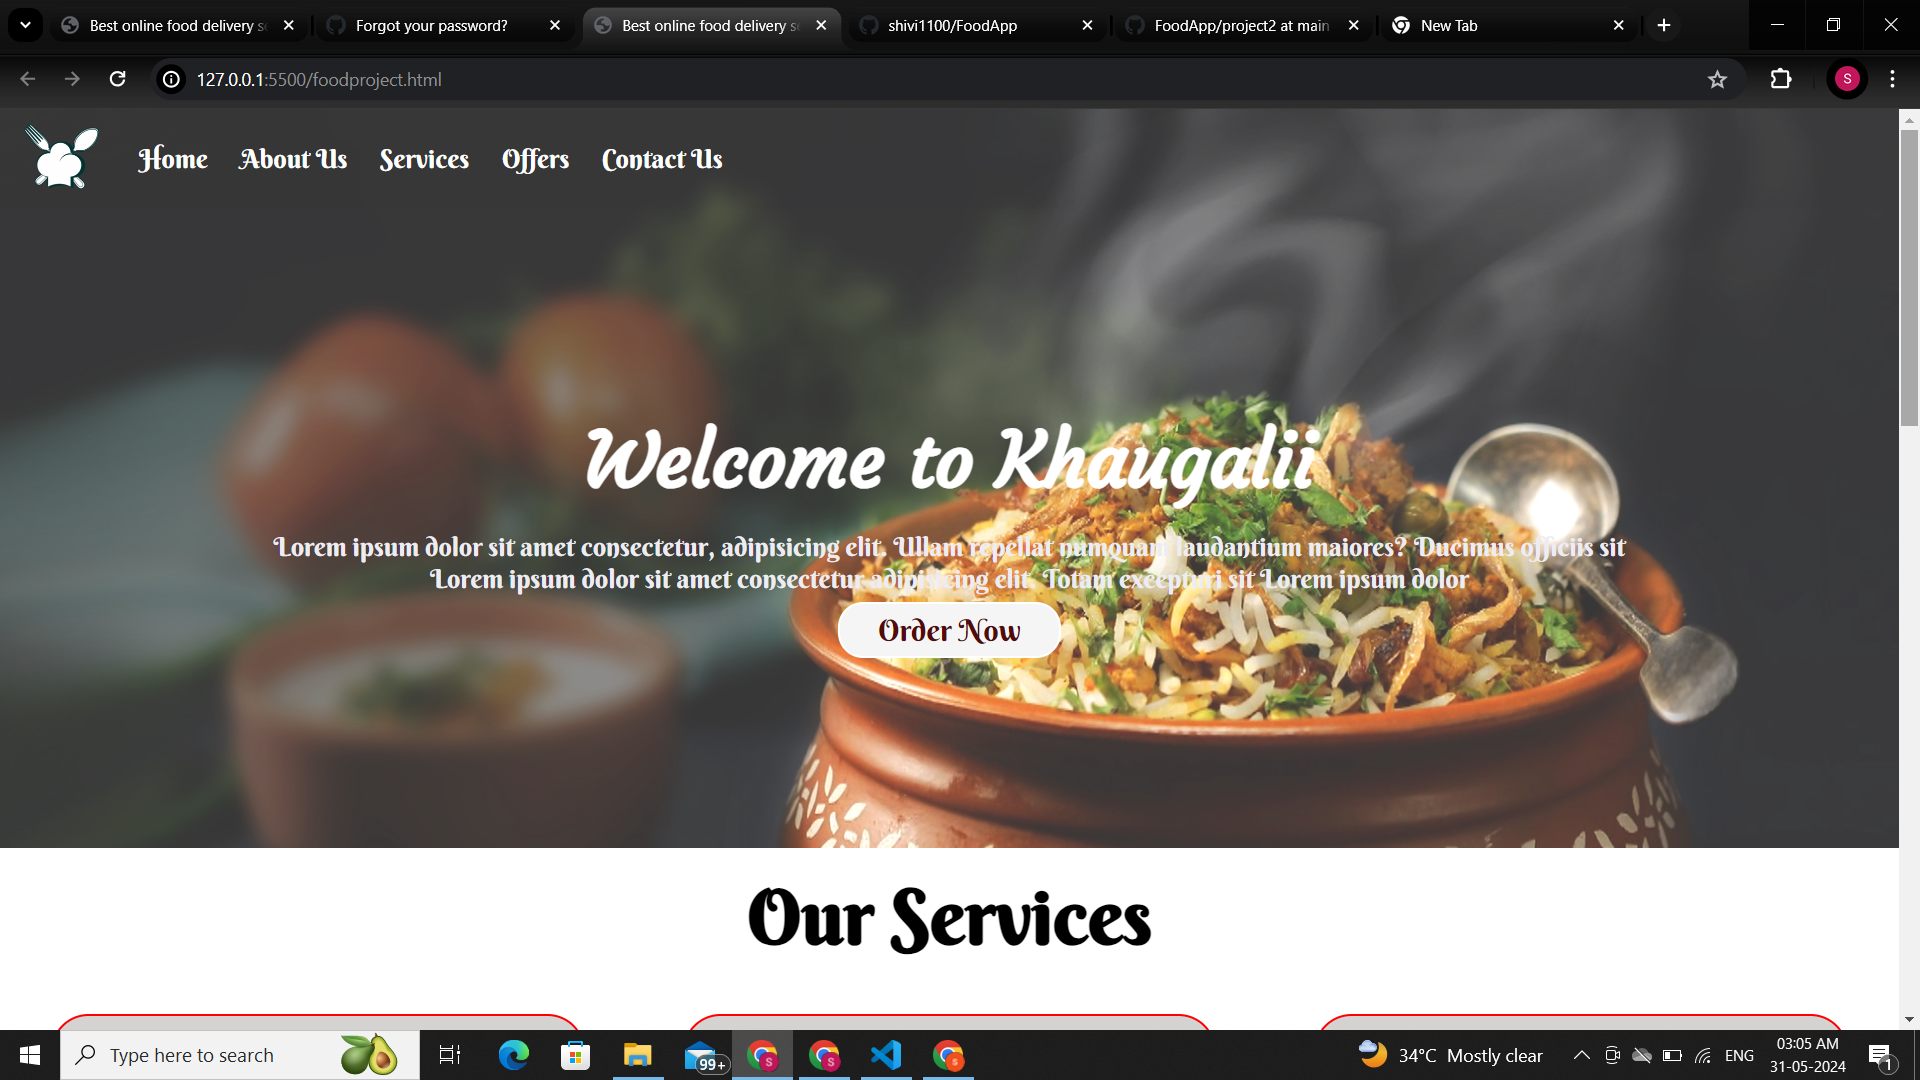 Best online food delivery s
Forgot your password?
Best online food delivery s
shivi1100/FoodApp
FoodApp/project2 at main
New Tab
127.0.0.1:5500/foodproject.html
S
Home
About Us
Services
Offers
Contact Us
Welcome to Khaugalii
Lorem ipsum dolor sit amet consectetur, adipisicing elit. Ullam repellat numquam laudantium maiores? Ducimus officiis sit
Lorem ipsum dolor sit amet consectetur adipisicing elit. Totam excepturi sit Lorem ipsum dolor
Order Now
Our Services
Type here to search
99+
S
S
S
34°C Mostly clear
ENG
03:05 AM
31-05-2024
1